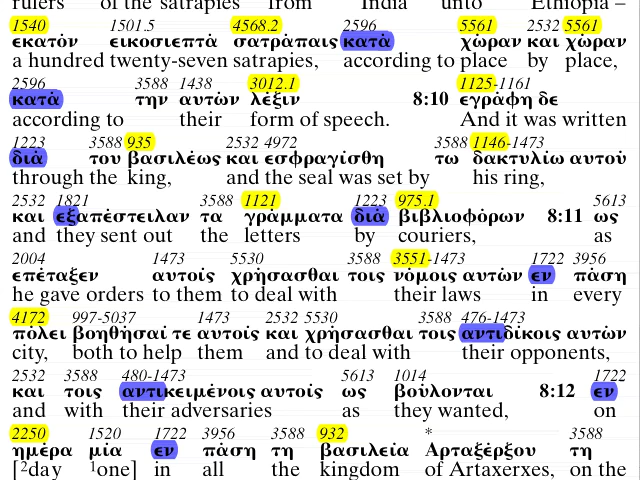 rulers of the satrapies from India unto Ethiopia –
1540 1501.5 4568.2 2596 5561 2532 5561
εκατόν εικοσιεπτά σατράπαις κατά χώραν και χώραν
a hundred twenty-seven satrapies, according to place by place,
2596 3588 1438 3012.1 1125-1161
κατά την αυτών λέξιν 8:10 εγράφη δε
according to their form of speech. And it was written
1223 3588 935 2532 4972 3588 1146-1473
διά του βασιλέως και εσφραγίσθη τω δακτυλίω αυτού
through the king, and the seal was set by his ring,
2532 1821 3588 1121 1223 975.1 5613
και εξαπέστειλαν τα γράμματα διά βιβλιοφόρων 8:11 ως
and they sent out the letters by couriers, as
2004 1473 5530 3588 3551-1473 1722 3956
επέταξεν αυτοίς χρήσασθαι τοις νόμοις αυτών εν πάση
he gave orders to them to deal with their laws in every
4172 997-5037 1473 2532 5530 3588 476-1473
πόλει βοηθήσαί τε αυτοίς και χρήσασθαι τοις αντιδίκοις αυτών
city, both to help them and to deal with their opponents,
2532 3588 480-1473 5613 1014 1722
και τοις αντικειμένοις αυτοίς ως βούλονται 8:12 εν
and with their adversaries as they wanted, on
2250 1520 1722 3956 3588 932 * 3588
ημέρα μία εν πάση τη βασιλεία Αρταξέρξου τη
[²day ¹one] in all the kingdom of Artaxerxes, on the